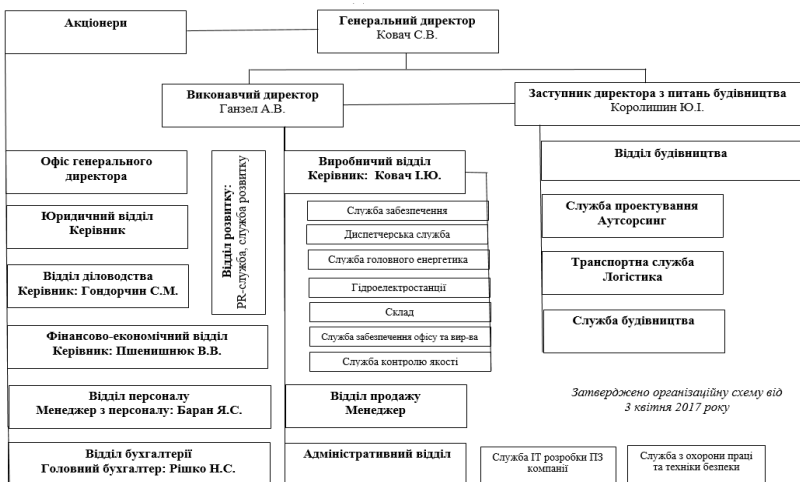 Акціонери
Генеральний директор
Ковач С.В.
Виконавчий директор
Ганзел А.В.
Заступник директора з питань будівництва
Королишин Ю.І.
Офіс генерального
директора
Юридичний відділ
Керівник
Відділ діловодства
Керівник: Гондорчин С.М.
Фінансово-економічний відділ
Керівник: Пшенишнюк В.В.
Відділ персоналу
Менеджер з персоналу: Баран Я.С.
Відділ бухгалтерії
Головний бухгалтер: Рішко Н.С.
Відділ розвитку:
PR-служба, служба розвитку
Виробничий відділ
Керівник: Ковач І.Ю.
Служба забезпечення
Диспетчерська служба
Служба головного енергетика
Гідроелектростанції
Склад
Служба забезпечення офісу та вир-ва
Служба контролю якості
Відділ продажу
Менеджер
Адміністративний відділ
Відділ будівництва
Служба проектування
Аутсорсинг
Транспортна служба
Логістика
Служба будівництва
Затверджено організаційну схему від
3 квітня 2017 року
Служба ІТ розробки ПЗ
компанії
Служба з охорони праці
та техніки безпеки